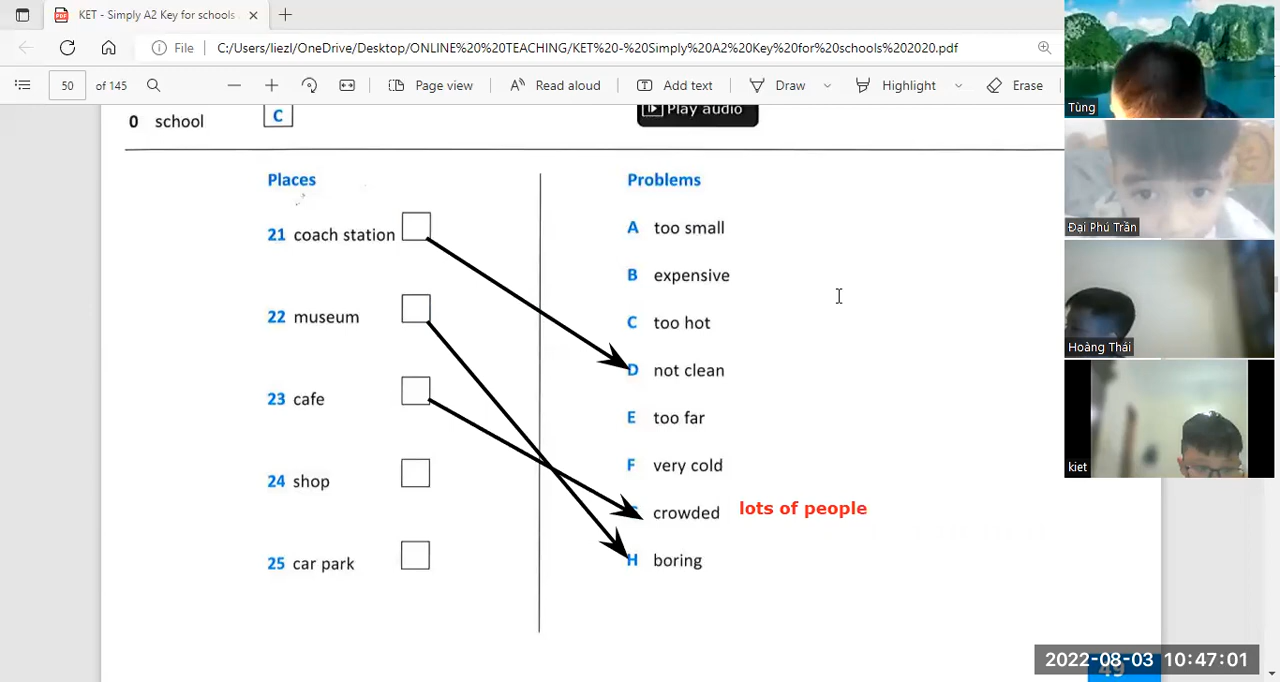 KET - Simply A2 Key for schools
File
C:/Users/liezl/OneDrive/Desktop/ONLINE%20%20TEACHING/KET%20-%20Simply%20A2%20Key%20for%20schools%202020.pdf
50 of 145
Page view
Read aloud
Add text
Draw
Highlight
Erase
0 school C
Play audio
Places
21 coach station
22 museum
23 cafe
24 shop
25 car park
Problems
A too small
B expensive
C too hot
D not clean
E too far
F very cold
crowded lots of people
H boring
Tùng
Đại Phú Trần
Hoàng Thái
kiet
2022-08-03 10:47:01